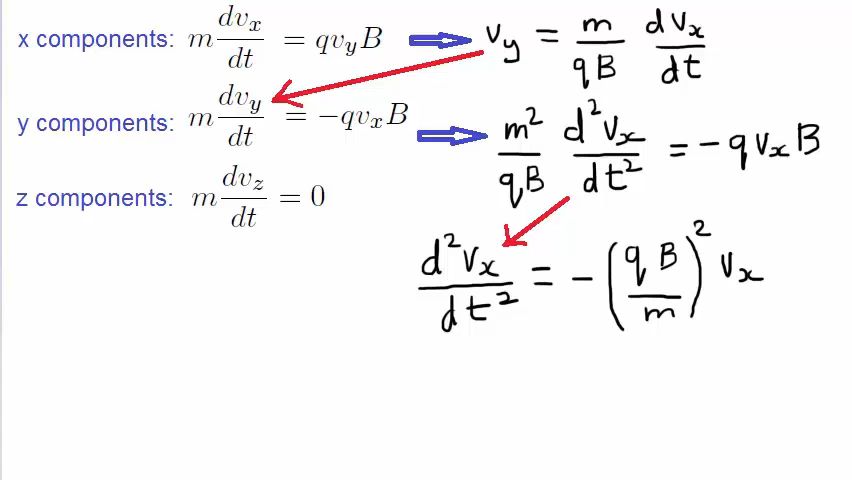 x components: m dv_x/dt = qv_yB ⇒ v_y = m/qB dv_x/dt
y components: m dv_y/dt = −qv_xB ⇒ m²/qB d²v_x/dt² = −qv_xB
z components: m dv_z/dt = 0
d²v_x/dt² = −(qB/m)² v_x